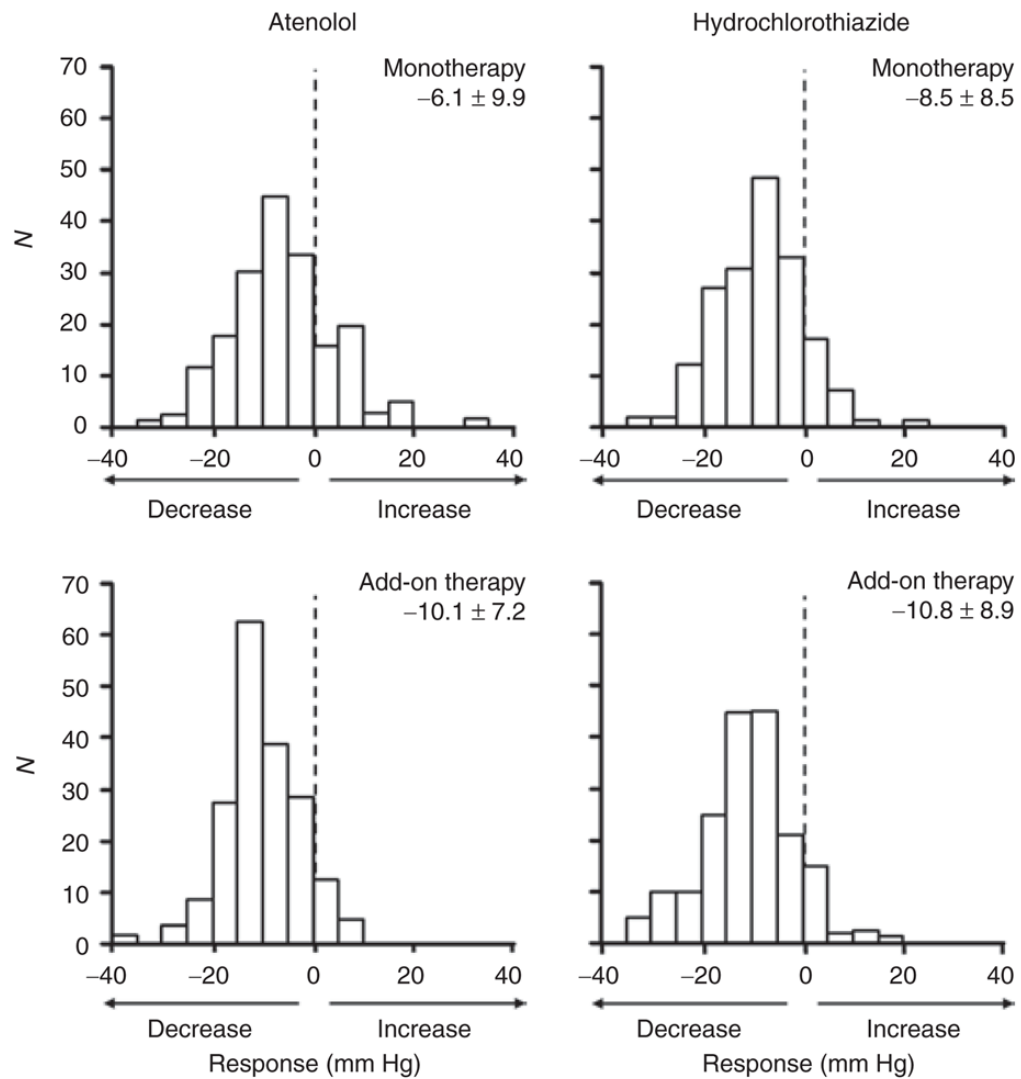 Atenolol
Hydrochlorothiazide
Monotherapy
−6.1 ± 9.9
Monotherapy
−8.5 ± 8.5
70
60
50
40
30
20
10
0
N
−40 −20 0 20 40
−40 −20 0 20 40
Decrease Increase
Decrease Increase
Add-on therapy
−10.1 ± 7.2
Add-on therapy
−10.8 ± 8.9
70
60
50
40
30
20
10
0
N
−40 −20 0 20 40
−40 −20 0 20 40
Decrease Increase
Decrease Increase
Response (mm Hg)
Response (mm Hg)